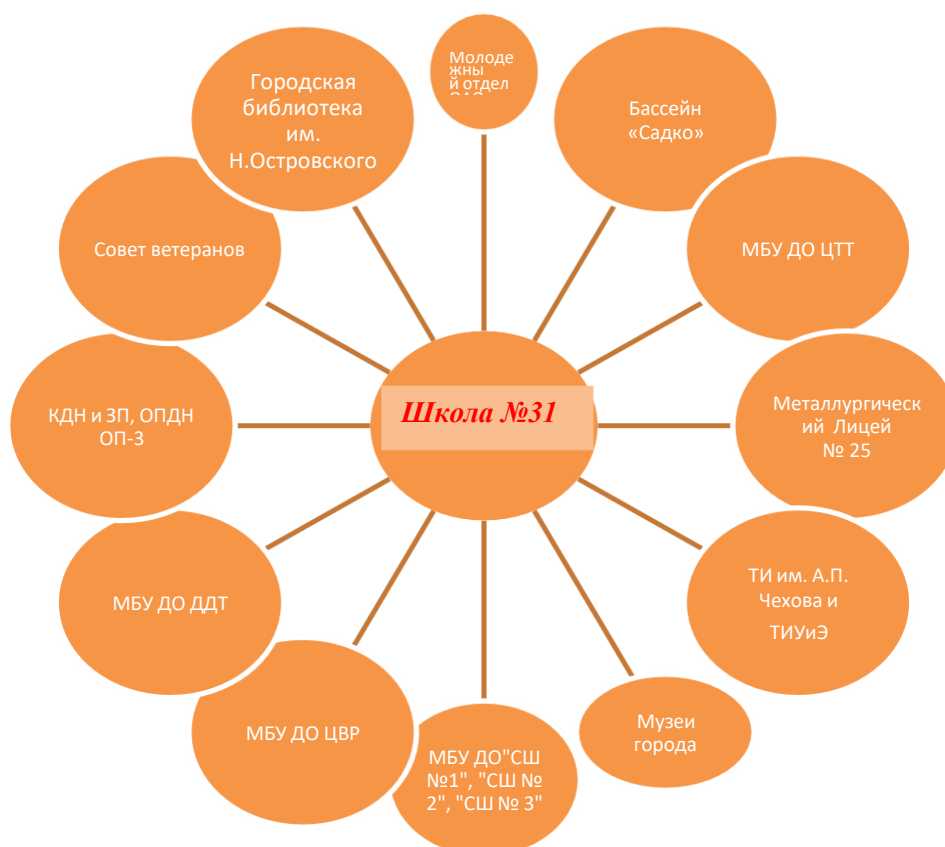 Молоде
жны
й отдел
Городская
библиотека
им.
Н.Островского
Бассейн
«Садко»
Совет ветеранов
МБУ ДО ЦТТ
КДН и ЗП, ОПДН
ОП-3
Школа №31
Металлургическ
ий Лицей
№ 25
МБУ ДО ДДТ
ТИ им. А.П.
Чехова и
ТИУиЭ
МБУ ДО ЦВР
МБУ ДО"СШ
№1", "СШ №
2", "СШ № 3"
Музеи
города